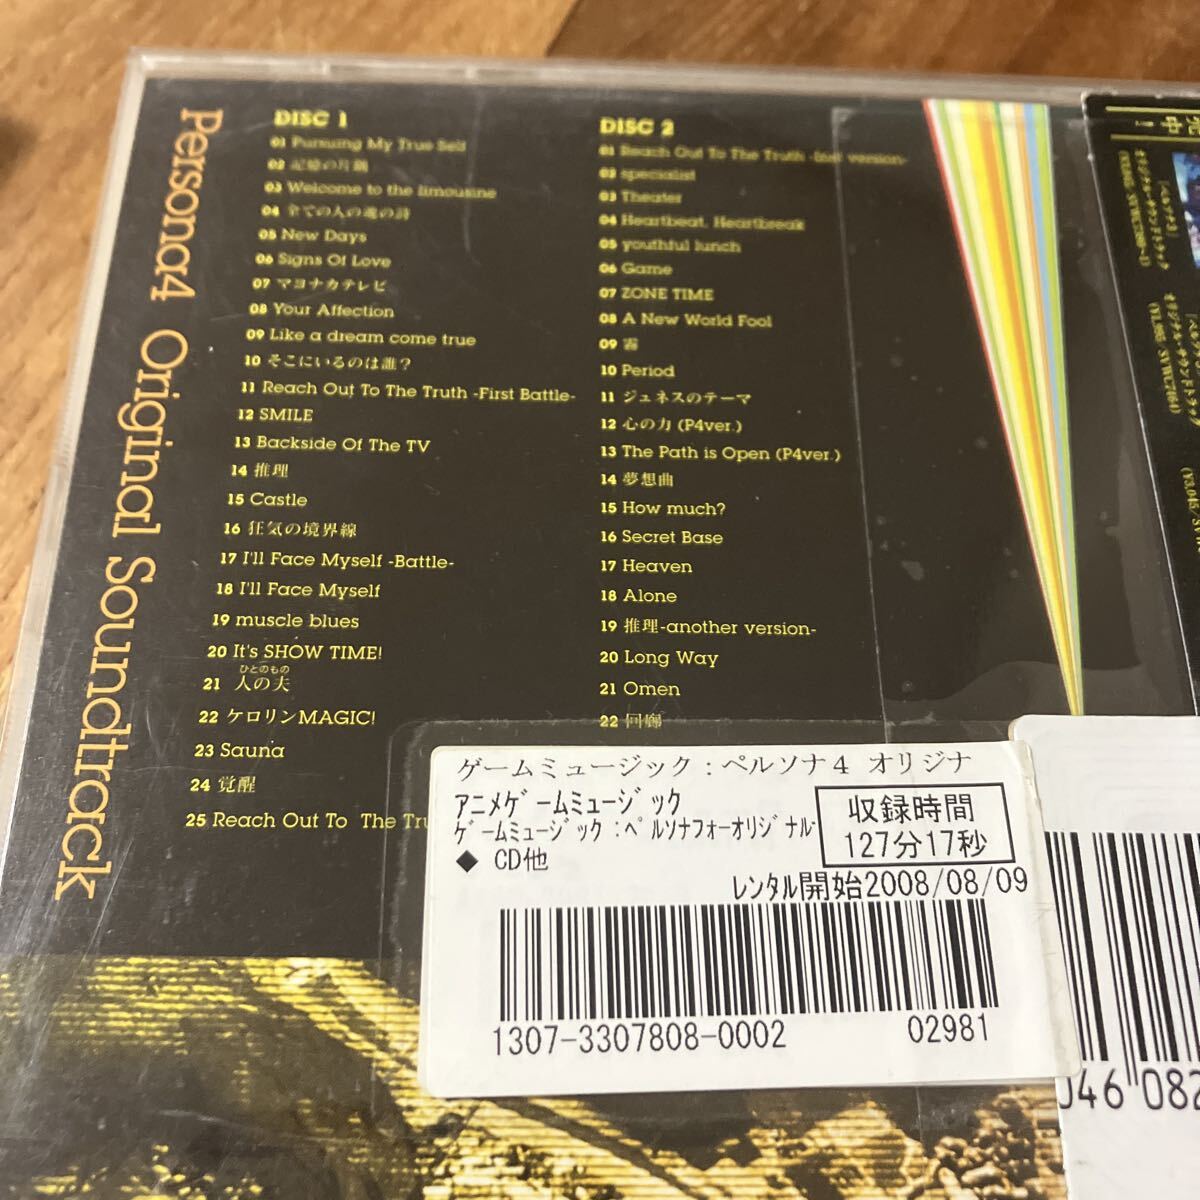 Persona4 Original Soundtrack
DISC 1
01 Pursuing My True Self
02 記憶の片鱗
03 Welcome to the limousine
04 全ての人の魂の詩
05 New Days
06 Signs Of Love
07 マヨナカテレビ
08 Your Affection
09 Like a dream come true
10 そこにいるのは誰?
11 Reach Out To The Truth -First Battle-
12 SMILE
13 Backside Of The TV
14 推理
15 Castle
16 狂気の境界線
17 I'll Face Myself -Battle-
18 I'll Face Myself
19 muscle blues
20 It's SHOW TIME!
ひとのもの
21 人の夫
22 ケロリンMAGIC!
23 Sauna
24 覚醒
25 Reach Out To The Tru
DISC 2
01 Reach Out To The Truth -inst version-
02 specialist
03 Theater
04 Heartbeat, Heartbreak
05 youthful lunch
06 Game
07 ZONE TIME
08 A New World Fool
09 霧
10 Period
11 ジュネスのテーマ
12 心の力 (P4ver.)
13 The Path is Open (P4ver.)
14 夢想曲
15 How much?
16 Secret Base
17 Heaven
18 Alone
19 推理-another version-
20 Long Way
21 Omen
22 回廊
ゲームミュージック:ペルソナ4 オリジナ
アニメゲームミュージック
ゲームミュージック:ペルソナフォーオリジナル
◆ CD他
収録時間
127分17秒
レンタル開始2008/08/09
1307-3307808-0002
02981
046 082
中!